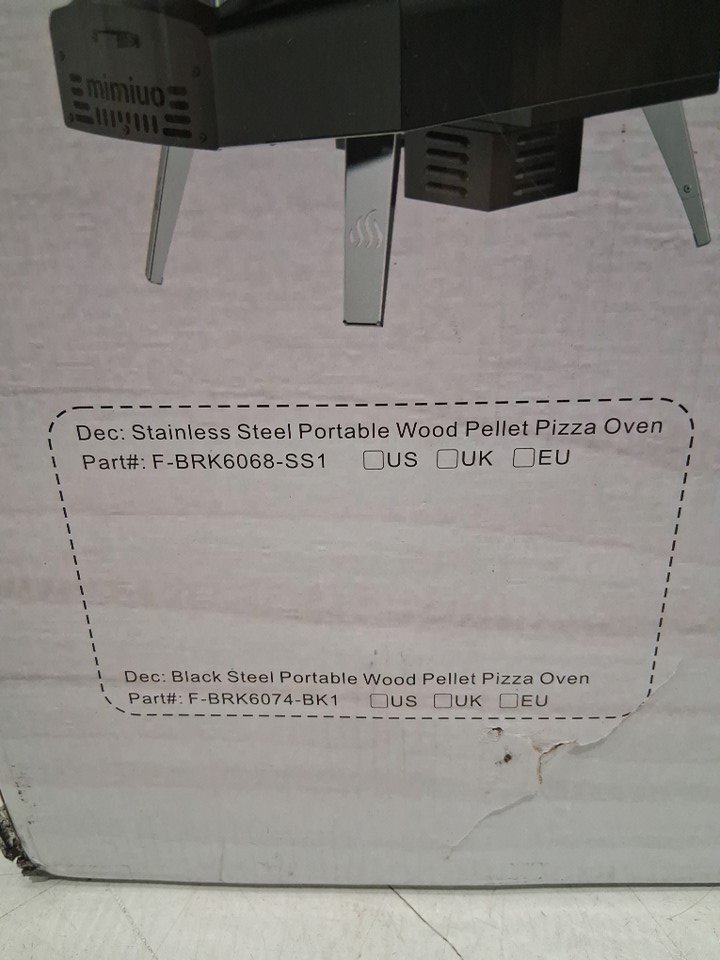 mimiuo
Dec: Stainless Steel Portable Wood Pellet Pizza Oven
Part#: F-BRK6068-SS1 ☐US ☐UK ☐EU
Dec: Black Steel Portable Wood Pellet Pizza Oven
Part#: F-BRK6074-BK1 ☐US ☐UK ☐EU